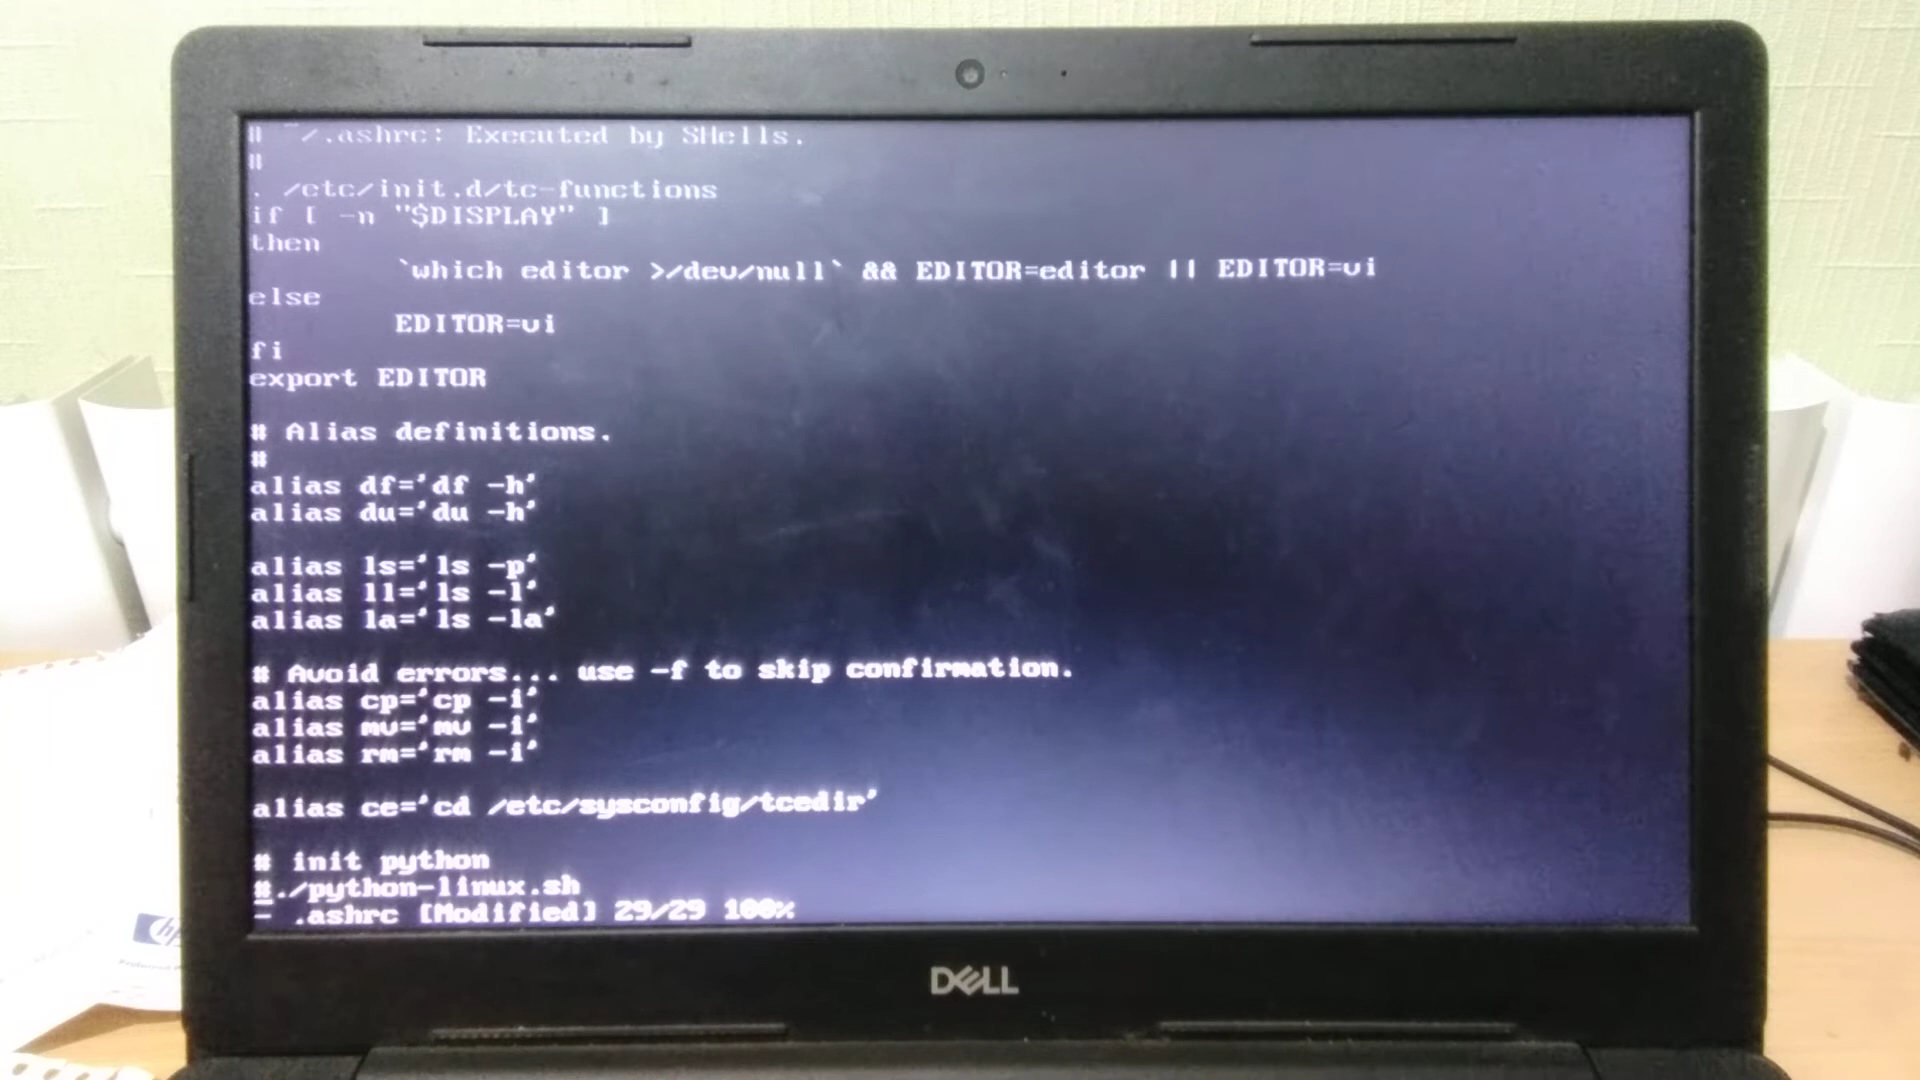 # ~/.ashrc: Executed by SHells.
#
. /etc/init.d/tc-functions
if [ -n "$DISPLAY" ]
then
        `which editor >/dev/null` && EDITOR=editor || EDITOR=vi
else
        EDITOR=vi
fi
export EDITOR
# Alias definitions.
#
alias df='df -h'
alias du='du -h'
alias ls='ls -p'
alias ll='ls -l'
alias la='ls -la'
# Avoid errors... use -f to skip confirmation.
alias cp='cp -i'
alias mv='mv -i'
alias rm='rm -i'
alias ce='cd /etc/sysconfig/tcedir'
# init python
#./python-linux.sh
- .ashrc [Modified] 29/29 100%
hp
DELL